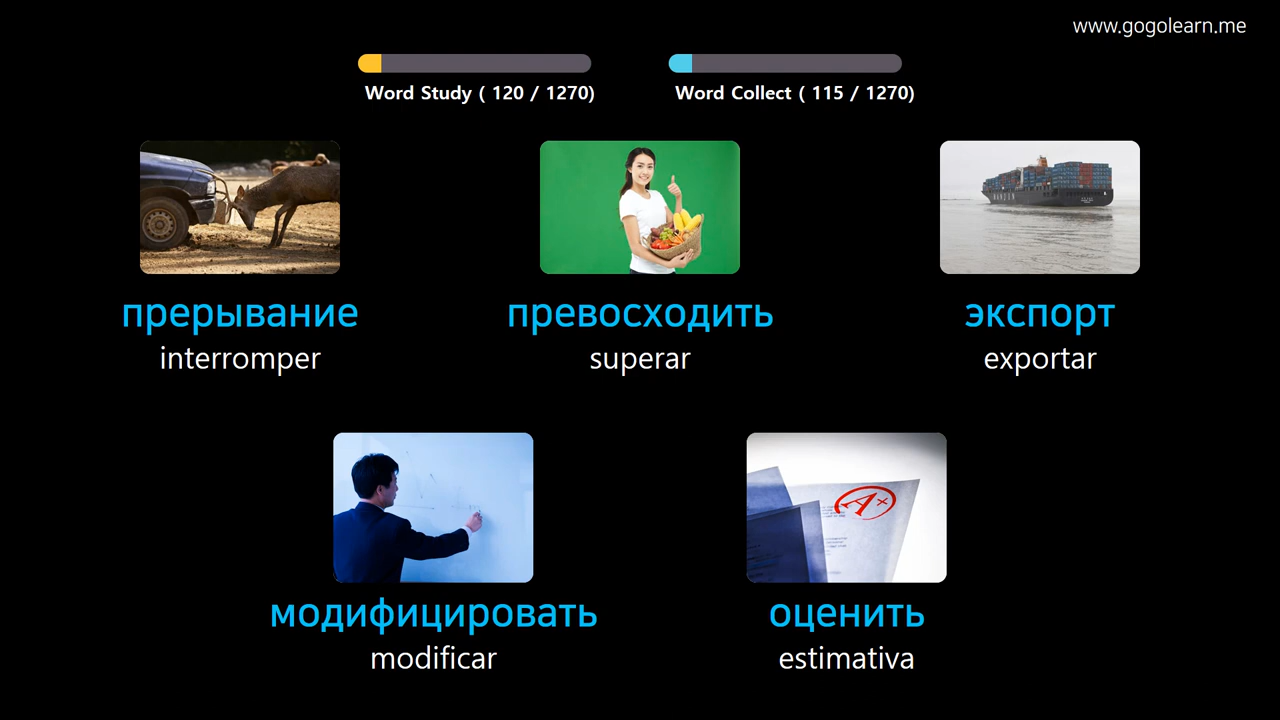 www.gogolearn.me
Word Study ( 120 / 1270)
Word Collect ( 115 / 1270)
прерывание
interromper
превосходить
superar
экспорт
exportar
A+
модифицировать
modificar
оценить
estimativa